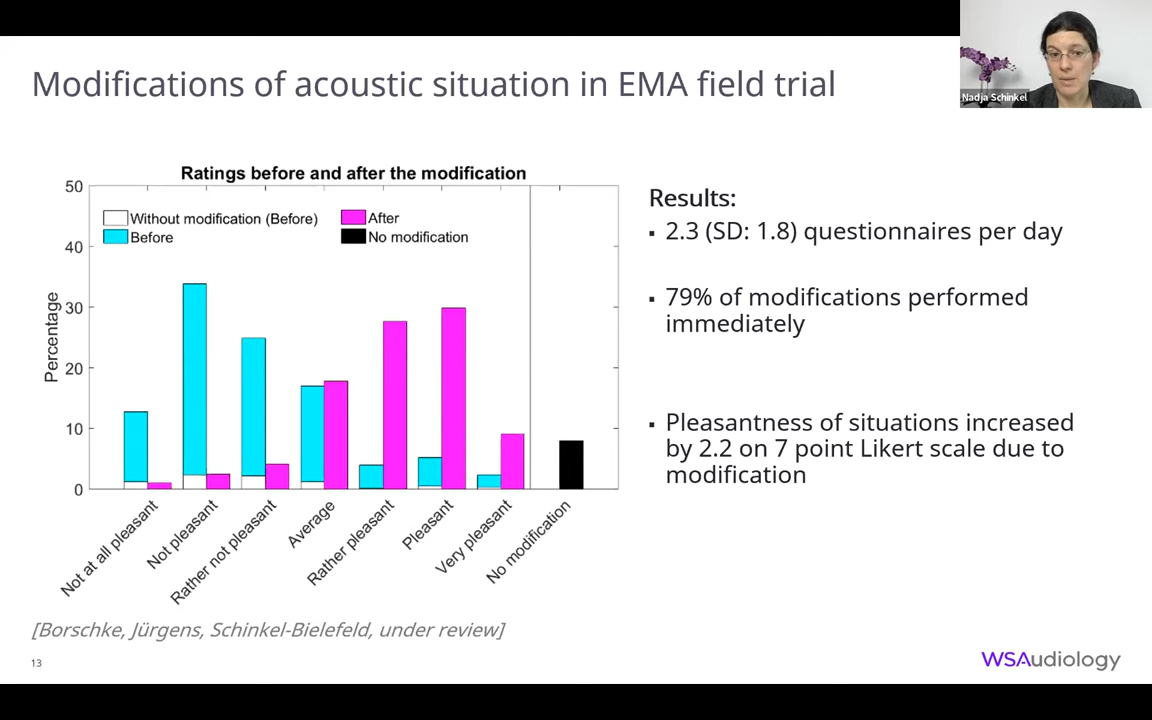 Nadja Schinkel
Modifications of acoustic situation in EMA field trial
Ratings before and after the modification
50
40
30
20
10
0
Percentage
Without modification (Before)
Before
After
No modification
Not at all pleasant
Not pleasant
Rather not pleasant
Average
Rather pleasant
Pleasant
Very pleasant
No modification
Results:
▪ 2.3 (SD: 1.8) questionnaires per day
▪ 79% of modifications performed
immediately
▪ Pleasantness of situations increased
by 2.2 on 7 point Likert scale due to
modification
[Borschke, Jürgens, Schinkel-Bielefeld, under review]
13
WSAudiology